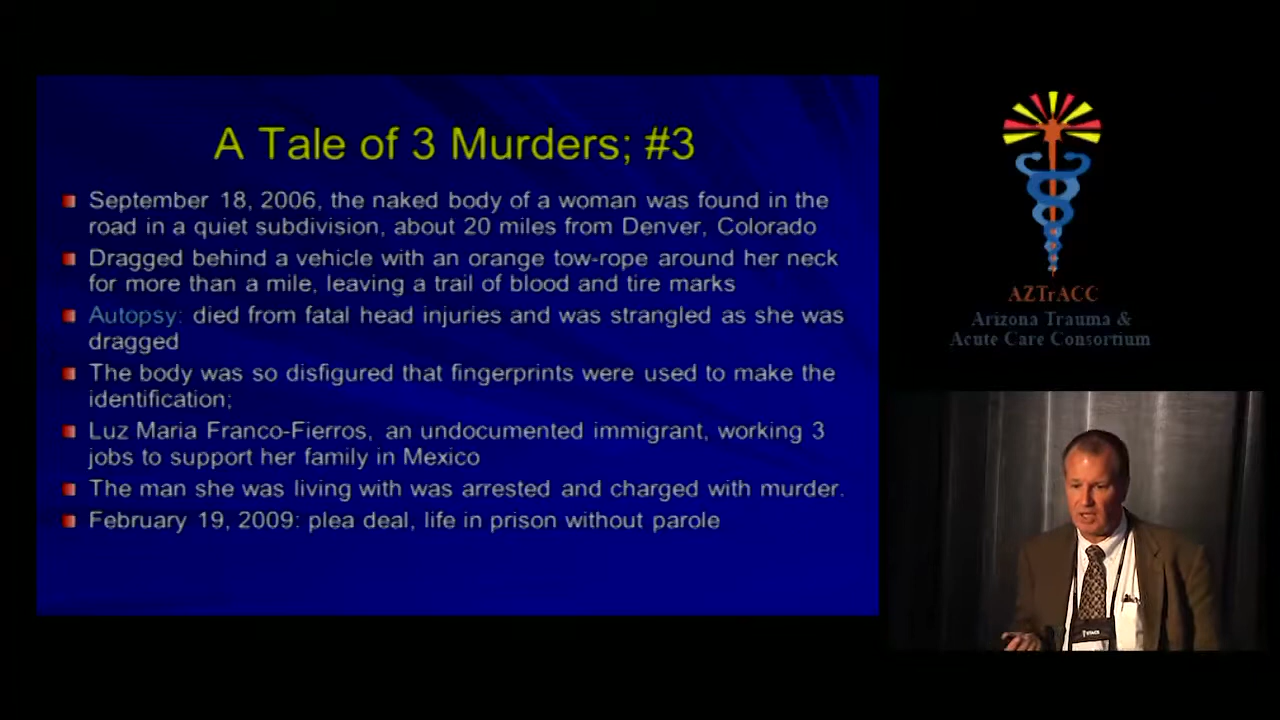 A Tale of 3 Murders; #3
September 18, 2006, the naked body of a woman was found in the
road in a quiet subdivision, about 20 miles from Denver, Colorado
Dragged behind a vehicle with an orange tow-rope around her neck
for more than a mile, leaving a trail of blood and tire marks
Autopsy: died from fatal head injuries and was strangled as she was
dragged
The body was so disfigured that fingerprints were used to make the
identification;
Luz Maria Franco-Fierros, an undocumented immigrant, working 3
jobs to support her family in Mexico
The man she was living with was arrested and charged with murder.
February 19, 2009: plea deal, life in prison without parole
AZTrACC
Arizona Trauma &
Acute Care Consortium